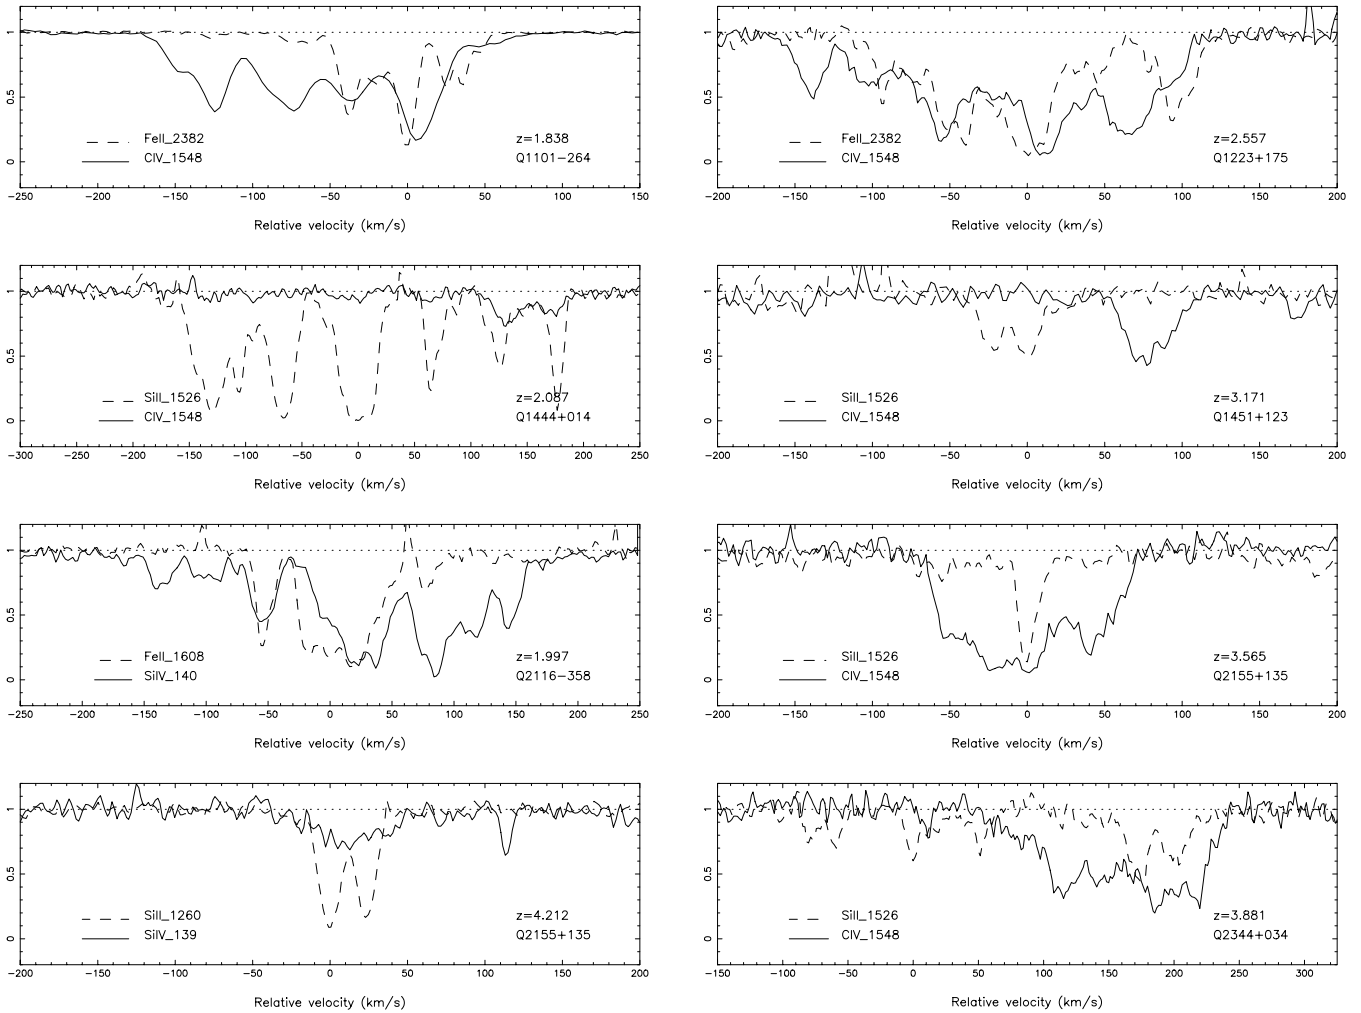 1
0.5
0
FeII_2382
CIV_1548
z=1.838
Q1101−264
−250 −200 −150 −100 −50 0 50 100 150
Relative velocity (km/s)
1
0.5
0
FeII_2382
CIV_1548
z=2.557
Q1223+175
−200 −150 −100 −50 0 50 100 150 200
Relative velocity (km/s)
1
0.5
0
SiII_1526
CIV_1548
z=2.087
Q1444+014
−300 −250 −200 −150 −100 −50 0 50 100 150 200 250
Relative velocity (km/s)
1
0.5
0
SiII_1526
CIV_1548
z=3.171
Q1451+123
−200 −150 −100 −50 0 50 100 150 200
Relative velocity (km/s)
1
0.5
0
FeII_1608
SiIV_140
z=1.997
Q2116−358
−250 −200 −150 −100 −50 0 50 100 150 200 250
Relative velocity (km/s)
1
0.5
0
SiII_1526
CIV_1548
z=3.565
Q2155+135
−200 −150 −100 −50 0 50 100 150 200
Relative velocity (km/s)
1
0.5
0
SiII_1260
SiIV_139
z=4.212
Q2155+135
−200 −150 −100 −50 0 50 100 150 200
Relative velocity (km/s)
1
0.5
0
SiII_1526
CIV_1548
z=3.881
Q2344+034
−150 −100 −50 0 50 100 150 200 250 300
Relative velocity (km/s)